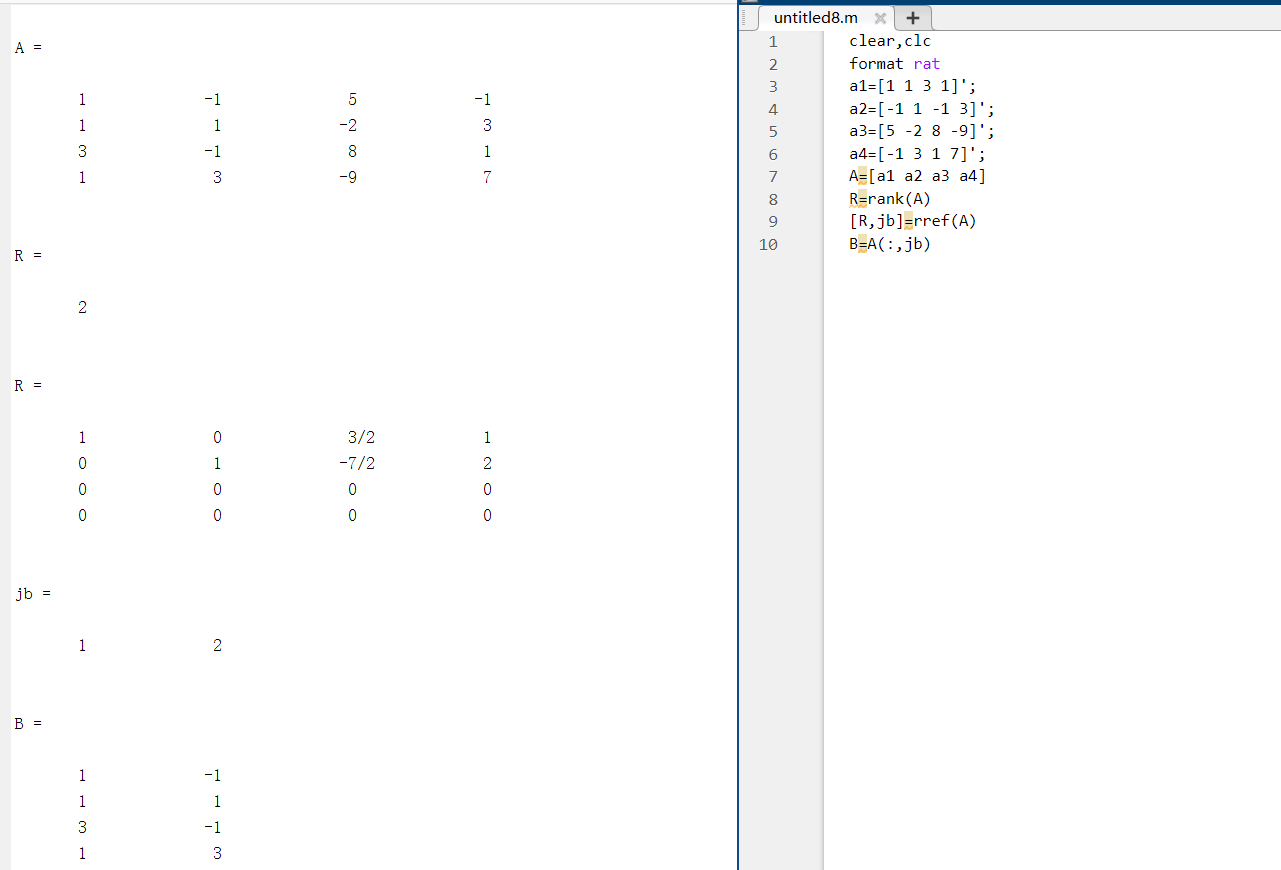 A =
1 -1 5 -1
1 1 -2 3
3 -1 8 1
1 3 -9 7
R =
2
R =
1 0 3/2 1
0 1 -7/2 2
0 0 0 0
0 0 0 0
jb =
1 2
B =
1 -1
1 1
3 -1
1 3
untitled8.m
1 clear,clc
2 format rat
3 a1=[1 1 3 1]';
4 a2=[-1 1 -1 3]';
5 a3=[5 -2 8 -9]';
6 a4=[-1 3 1 7]';
7 A=[a1 a2 a3 a4]
8 R=rank(A)
9 [R,jb]=rref(A)
10 B=A(:,jb)